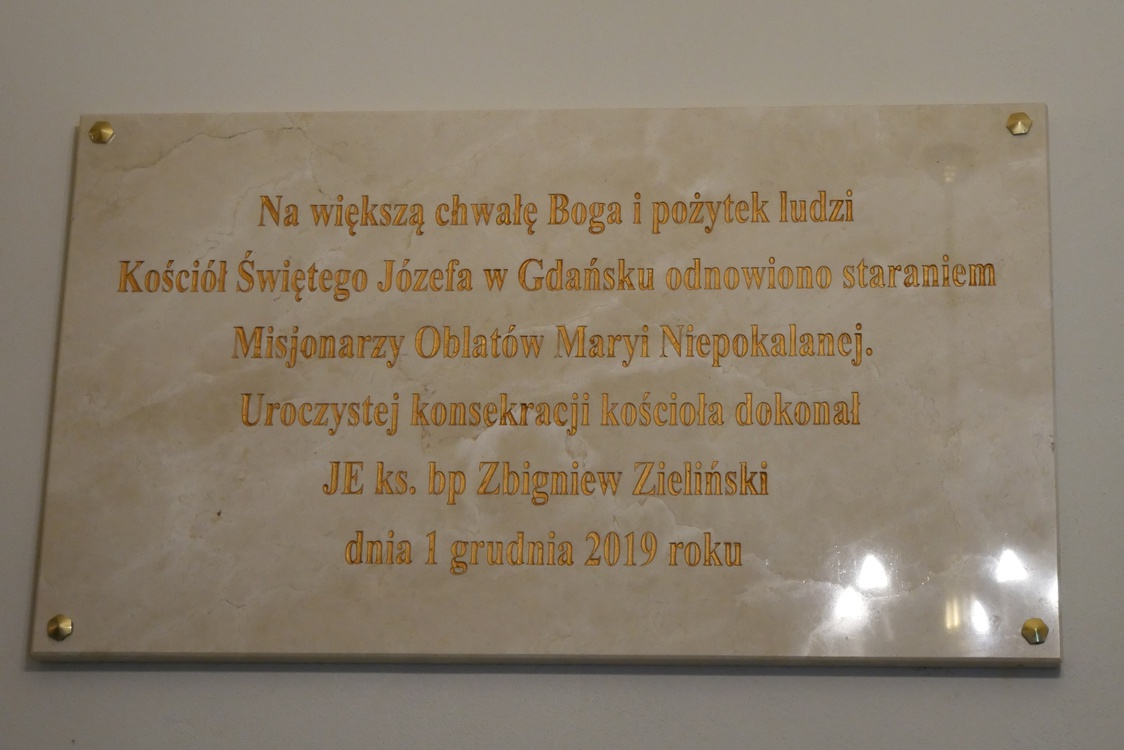 Na większą chwałę Boga i pożytek ludzi
Kościół Świętego Józefa w Gdańsku odnowiono staraniem
Misjonarzy Oblatów Maryi Niepokalanej.
Uroczystej konsekracji kościoła dokonał
JE ks. bp Zbigniew Zieliński
dnia 1 grudnia 2019 roku